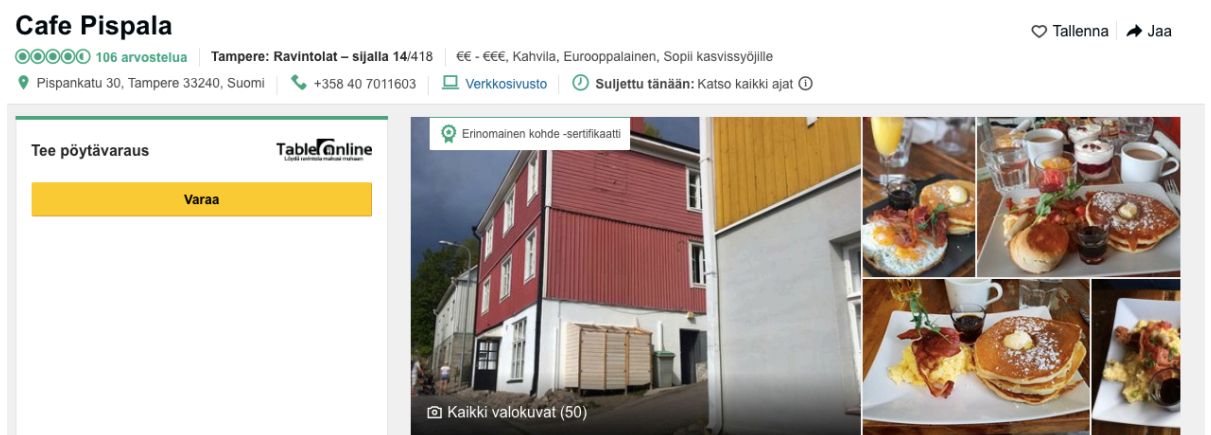 Cafe Pispala
Tallenna Jaa
106 arvostelua Tampere: Ravintolat – sijalla 14/418 €€ - €€€, Kahvila, Eurooppalainen, Sopii kasvissyöjille
Pispankatu 30, Tampere 33240, Suomi +358 40 7011603 Verkkosivusto Suljettu tänään: Katso kaikki ajat
Tee pöytävaraus
TableOnline
Löydä ravintola makusi mukaan
Varaa
Erinomainen kohde -sertifikaatti
Kaikki valokuvat (50)